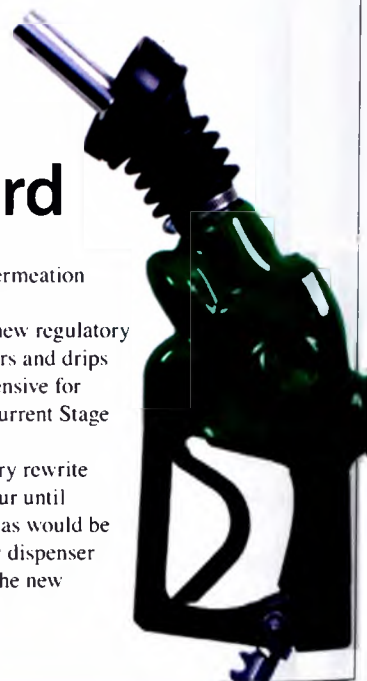 rd
ermeation
new regulatory
rs and drips
ensive for
urrent Stage
ry rewrite
ur until
as would be
dispenser
he new